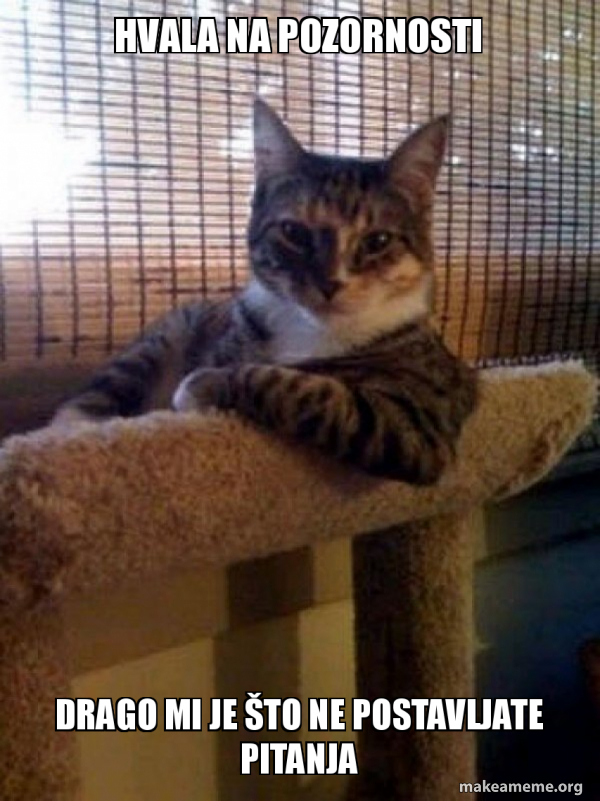 HVALA NA POZORNOSTI
DRAGO MI JE ŠTO NE POSTAVLJATE
PITANJA
makeameme.org